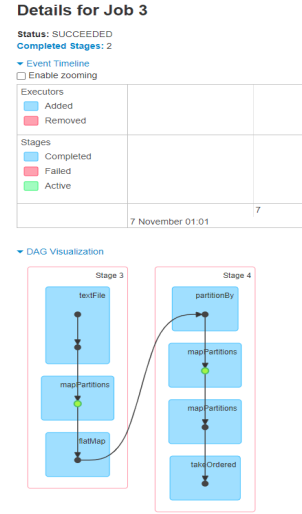 Details for Job 3
Status: SUCCEEDED
Completed Stages: 2
Event Timeline
Enable zooming
Executors
Added
Removed
Stages
Completed
Failed
Active
7
7 November 01:01
DAG Visualization
Stage 3
textFile
mapPartitions
flatMap
Stage 4
partitionBy
mapPartitions
mapPartitions
takeOrdered